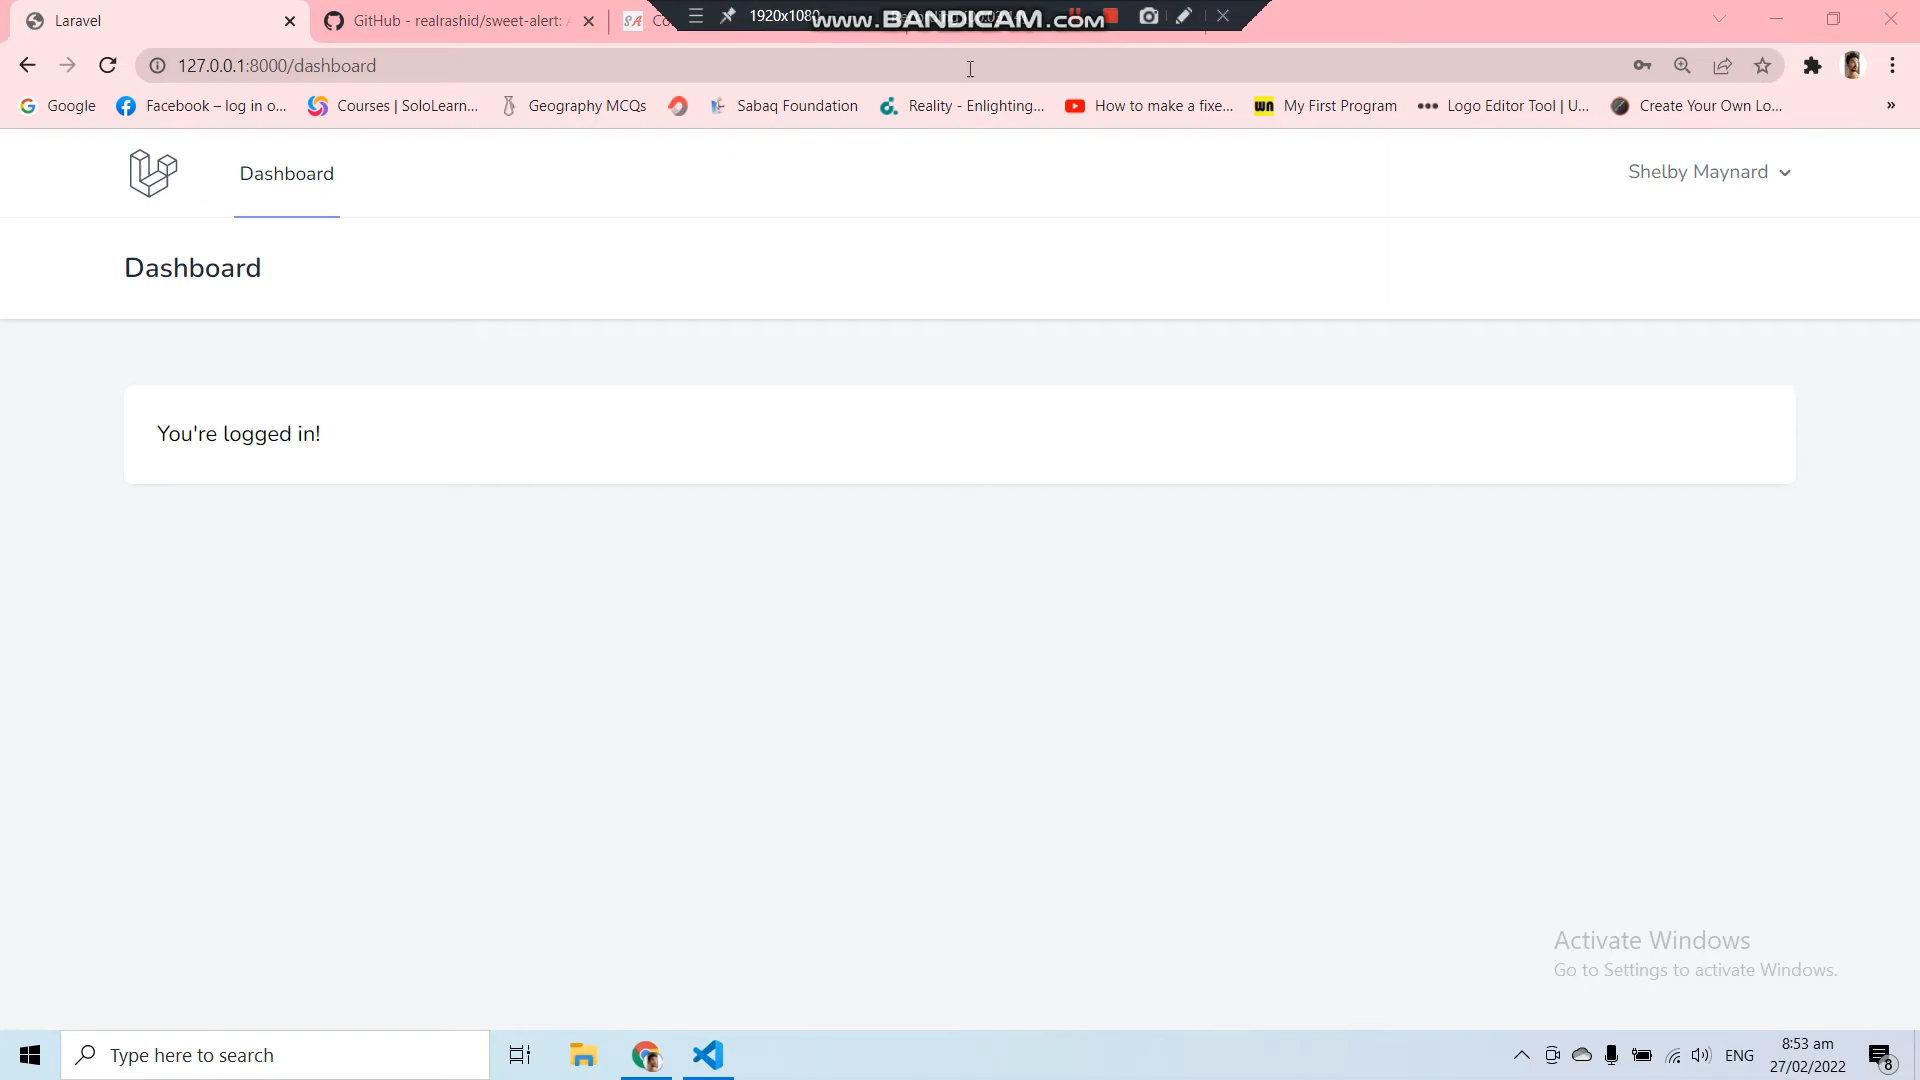 Laravel
GitHub - realrashid/sweet-alert:
SA
1920x1080
www.BANDICAM.com
127.0.0.1:8000/dashboard
Google
Facebook – log in o...
Courses | SoloLearn...
Geography MCQs
Sabaq Foundation
Reality - Enlighting...
How to make a fixe...
wn My First Program
Logo Editor Tool | U...
Create Your Own Lo...
»
Dashboard
Shelby Maynard
Dashboard
You're logged in!
Activate Windows
Go to Settings to activate Windows.
Type here to search
ENG
8:53 am
27/02/2022
8